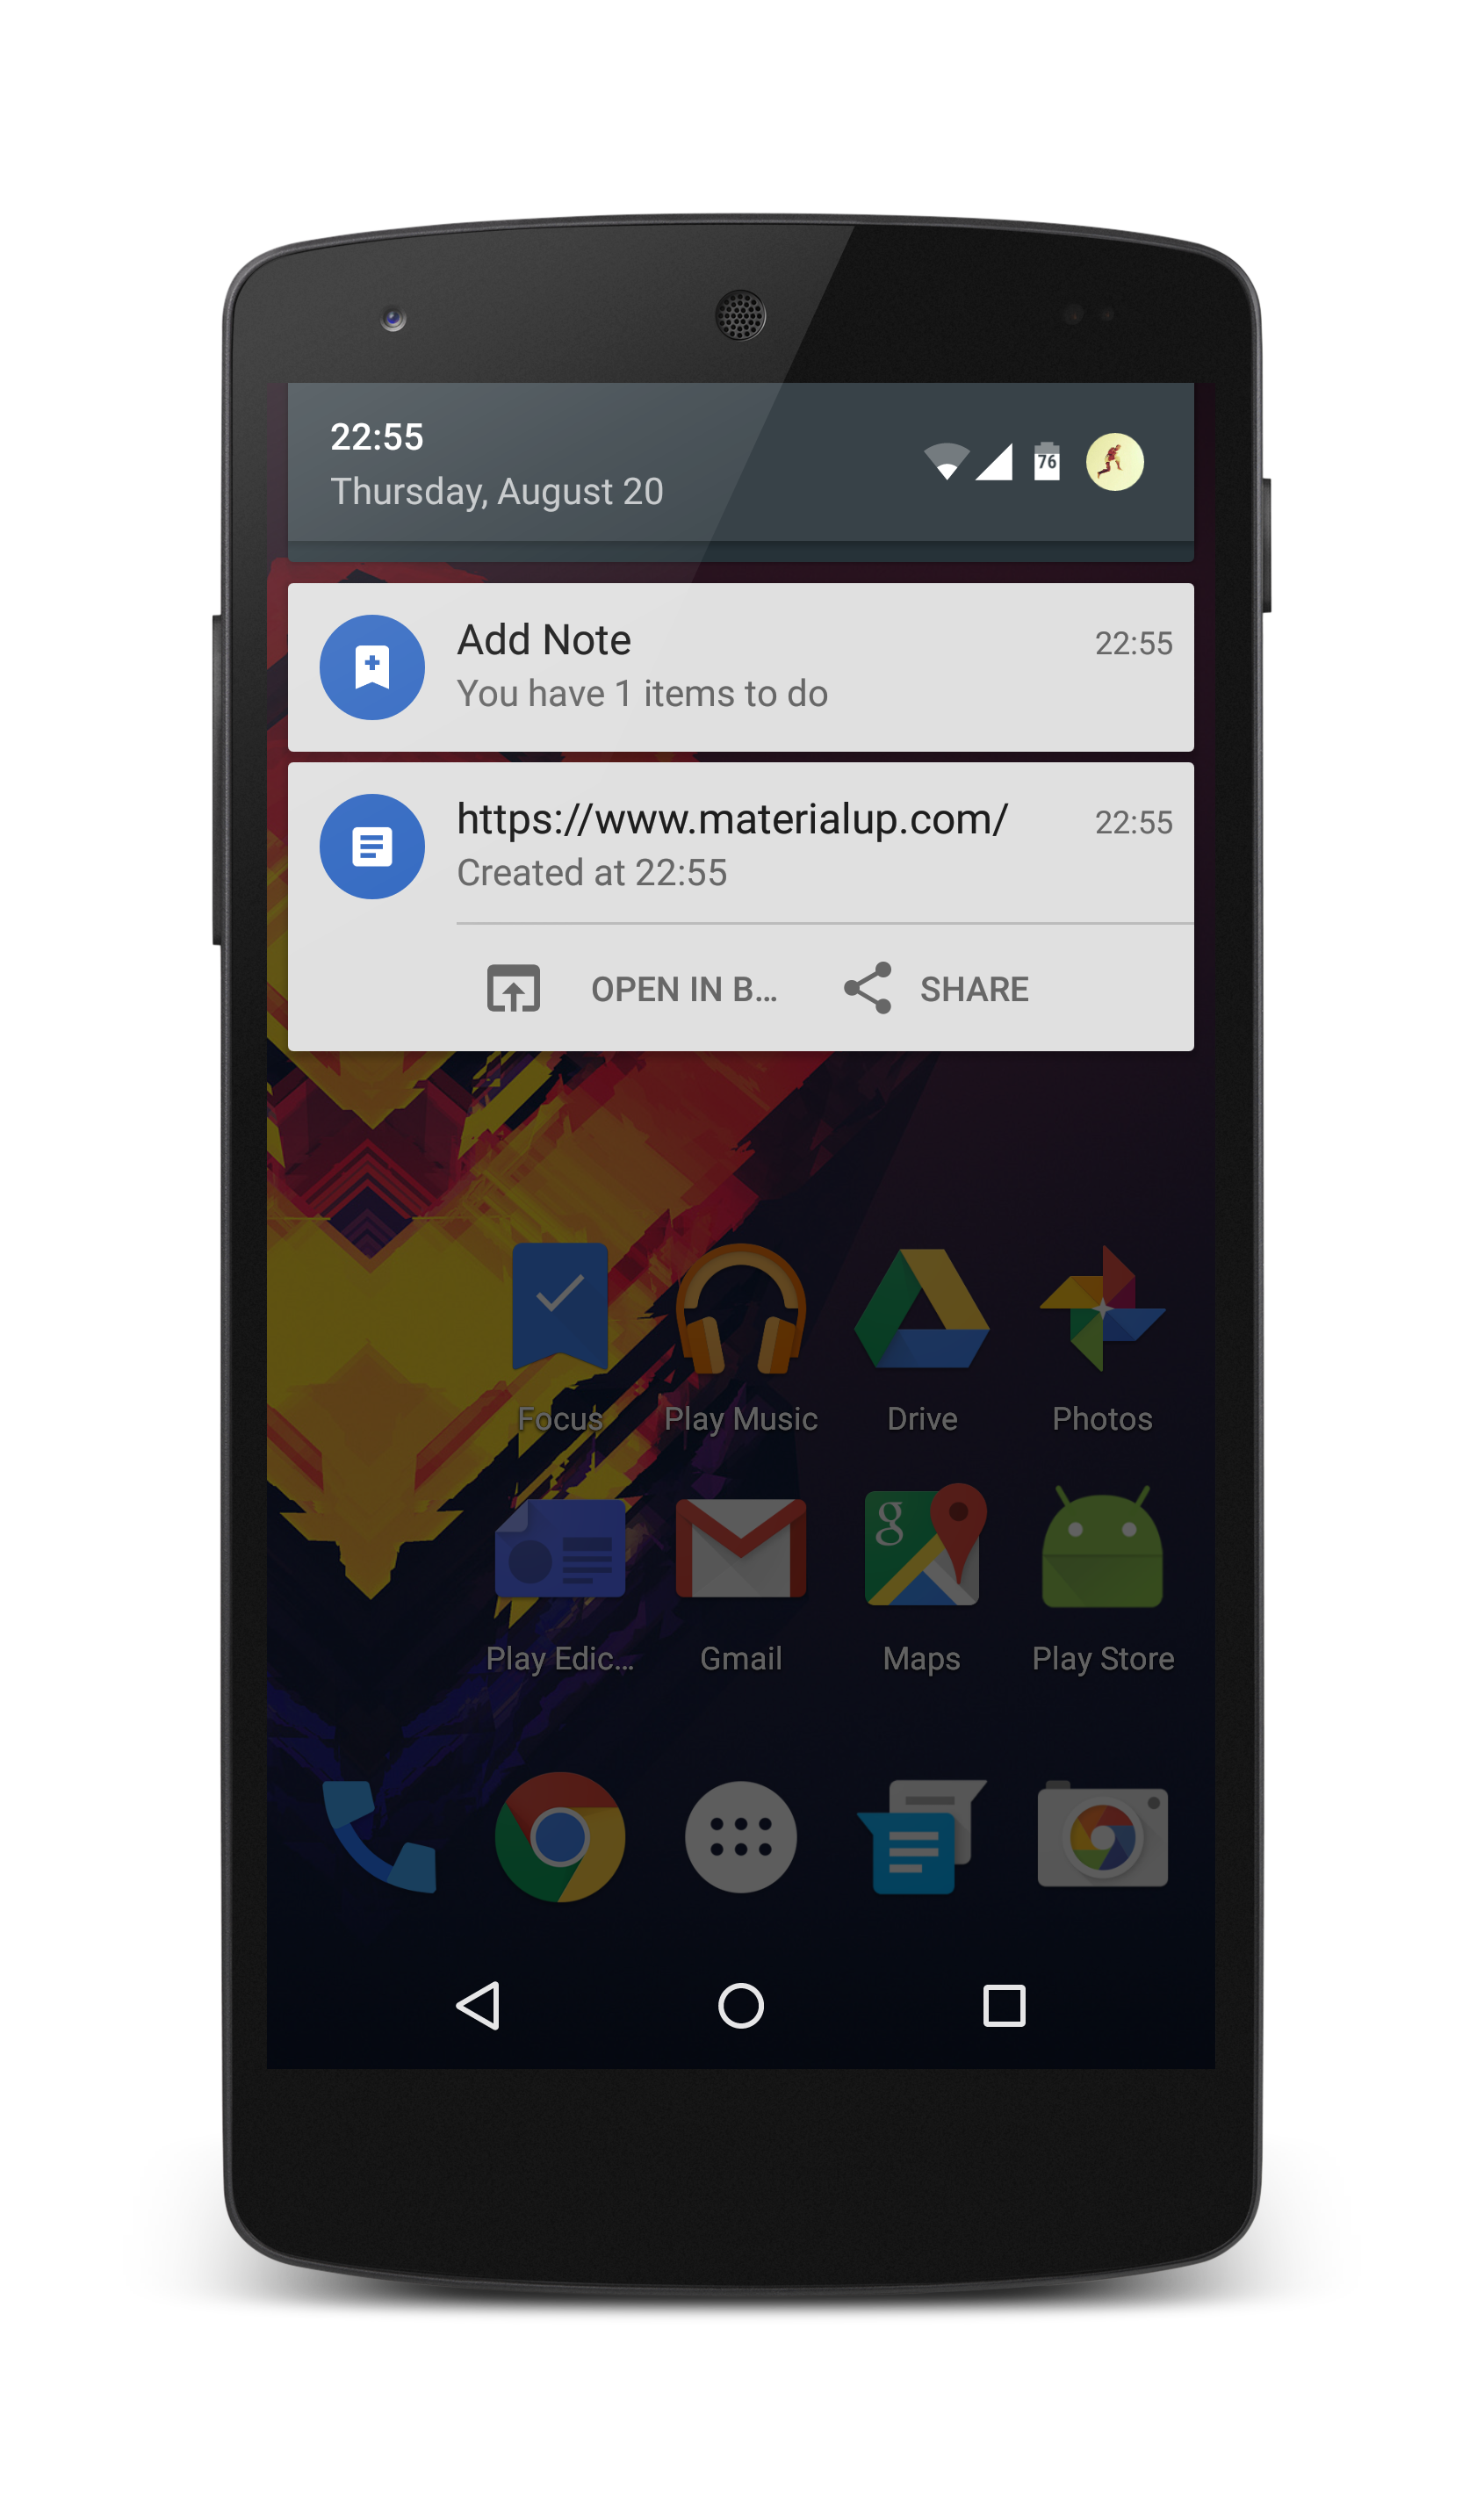 22:55
Thursday, August 20
76
Add Note
22:55
You have 1 items to do
https://www.materialup.com/
22:55
Created at 22:55
OPEN IN B…
SHARE
Focus
Play Music
Drive
Photos
g
Play Edic…
Gmail
Maps
Play Store